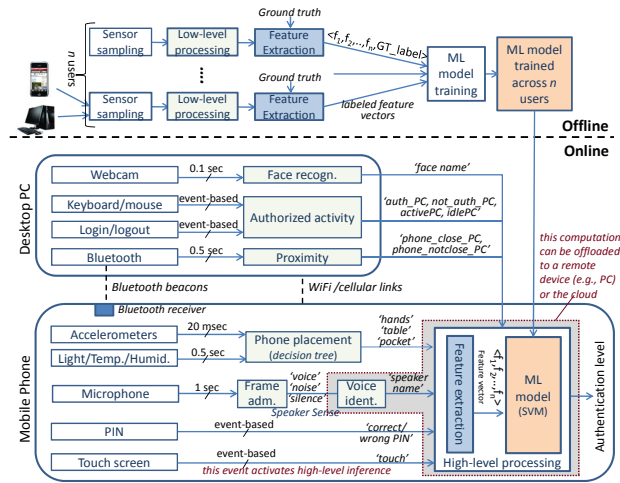 n users
Sensor
sampling
Low-level
processing
Ground truth
Feature
Extraction
<f1,f2,..,fn,GT_label>
Sensor
sampling
Low-level
processing
Ground truth
Feature
Extraction
labeled feature
vectors
ML
model
training
ML model
trained
across n
users
Offline
Online
Desktop PC
Webcam
0.1 sec
Face recogn.
'face name'
Keyboard/mouse
event-based
Login/logout
event-based
Authorized activity
'auth_PC, not_auth_PC,
activePC, idlePC'
Bluetooth
0.5 sec
Proximity
'phone_close_PC,
phone_notclose_PC'
this computation
can be offloaded
to a remote
device (e.g., PC)
or the cloud
Bluetooth beacons
WiFi /cellular links
Bluetooth receiver
Mobile Phone
Accelerometers
20 msec
Light/Temp./Humid.
0.5 sec
Phone placement
(decision tree)
'hands'
'table'
'pocket'
Microphone
1 sec
Frame
adm.
'voice'
'noise'
'silence'
Speaker Sense
Voice
ident.
'speaker
name'
PIN
event-based
'correct/
wrong PIN'
Touch screen
event-based
'touch'
this event activates high-level inference
Feature extraction
Feature vector
<f1,f2,..,fn>
ML
model
(SVM)
High-level processing
Authentication level